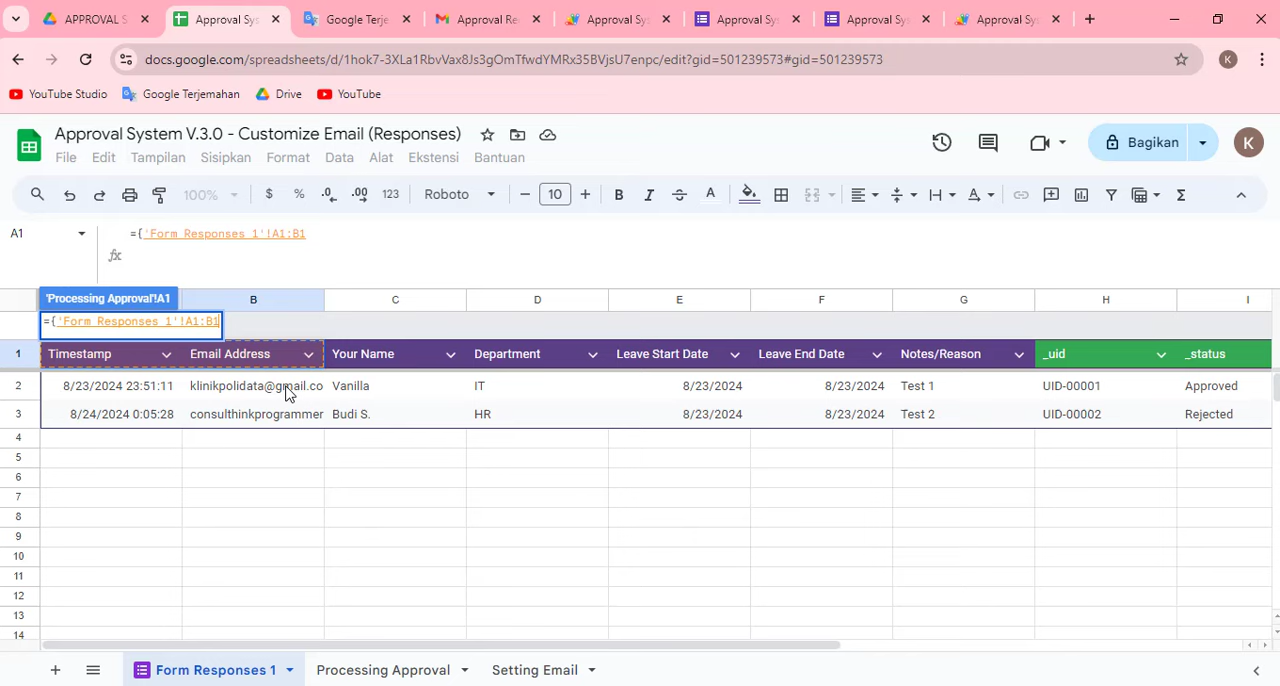 APPROVAL S
Approval Sys
Google Terje
Approval Re
Approval Sy
Approval Sy
Approval Sy
Approval Sy
docs.google.com/spreadsheets/d/1hok7-3XLa1RbvVax8Js3gOmTfwdYMRx35BVjsU7enpc/edit?gid=501239573#gid=501239573
K
YouTube Studio
Google Terjemahan
Drive
YouTube
Approval System V.3.0 - Customize Email (Responses)
File Edit Tampilan Sisipkan Format Data Alat Ekstensi Bantuan
Bagikan
K
100% $ % .0 .00 123 Roboto 10 B I A Σ
A1
={'Form Responses 1'!A1:B1
fx
'Processing Approval'!A1
B C D E F G H I
={'Form Responses 1'!A1:B1
1 Timestamp Email Address Your Name Department Leave Start Date Leave End Date Notes/Reason _uid _status
2 8/23/2024 23:51:11 klinikpolidata@gmail.co Vanilla IT 8/23/2024 8/23/2024 Test 1 UID-00001 Approved
3 8/24/2024 0:05:28 consulthinkprogrammer Budi S. HR 8/23/2024 8/23/2024 Test 2 UID-00002 Rejected
4
5
6
7
8
9
10
11
12
13
14
Form Responses 1
Processing Approval
Setting Email